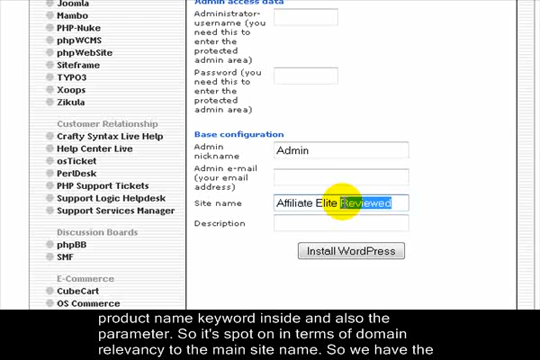 Joomla
Mambo
PHP-Nuke
phpWCMS
phpWebSite
Siteframe
TYPO3
Xoops
Zikula
Customer Relationship
Crafty Syntax Live Help
Help Center Live
osTicket
PerlDesk
PHP Support Tickets
Support Logic Helpdesk
Support Services Manager
Discussion Boards
phpBB
SMF
E-Commerce
CubeCart
OS Commerce
Admin access data
Administrator-
username (you
need this to
enter the
protected
admin area)
Password (you
need this to
enter the
protected
admin area)
Base configuration
Admin
nickname
Admin
Admin e-mail (your
email address)
Site name
Affiliate Elite Reviewed
Description
Install WordPress
product name keyword inside and also the
parameter. So it's spot on in terms of domain
relevancy to the main site name. So we have the